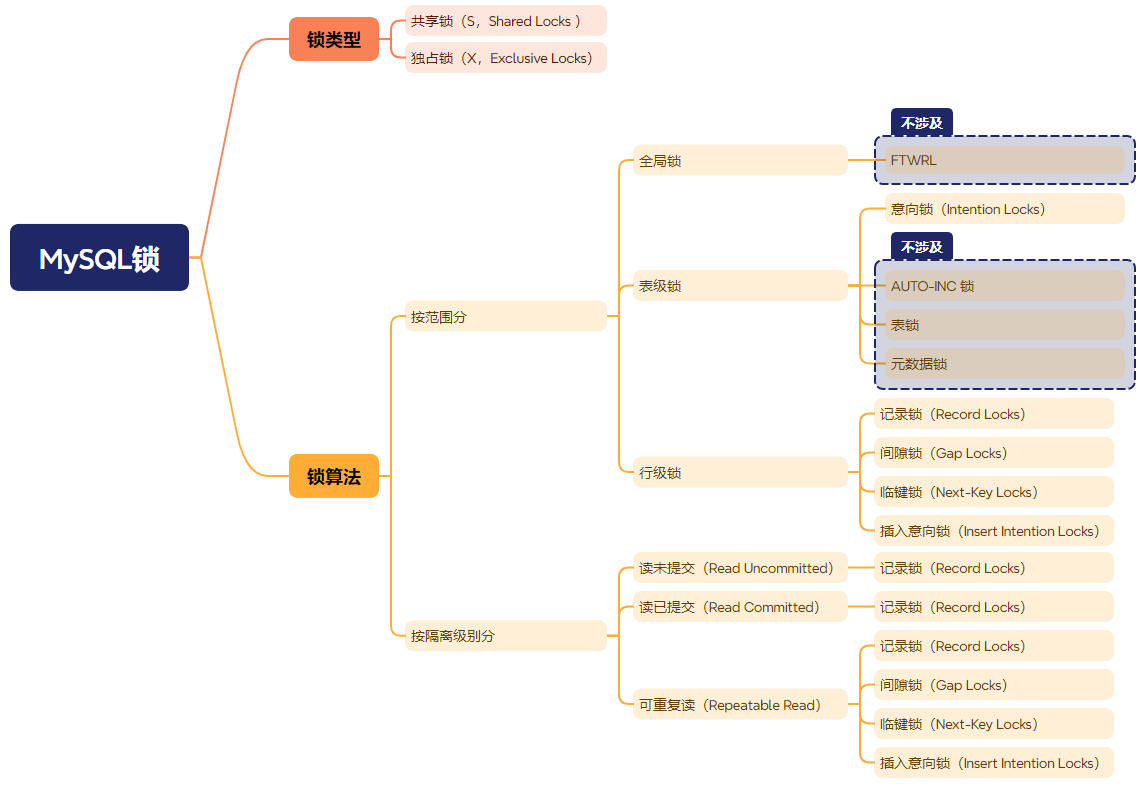 MySQL锁
锁类型
共享锁（S，Shared Locks ）
独占锁（X，Exclusive Locks）
锁算法
按范围分
全局锁
不涉及
FTWRL
表级锁
意向锁（Intention Locks）
不涉及
AUTO-INC 锁
表锁
元数据锁
行级锁
记录锁（Record Locks）
间隙锁（Gap Locks）
临键锁（Next-Key Locks）
插入意向锁（Insert Intention Locks）
按隔离级别分
读未提交（Read Uncommitted）
记录锁（Record Locks）
读已提交（Read Committed）
记录锁（Record Locks）
可重复读（Repeatable Read）
记录锁（Record Locks）
间隙锁（Gap Locks）
临键锁（Next-Key Locks）
插入意向锁（Insert Intention Locks）